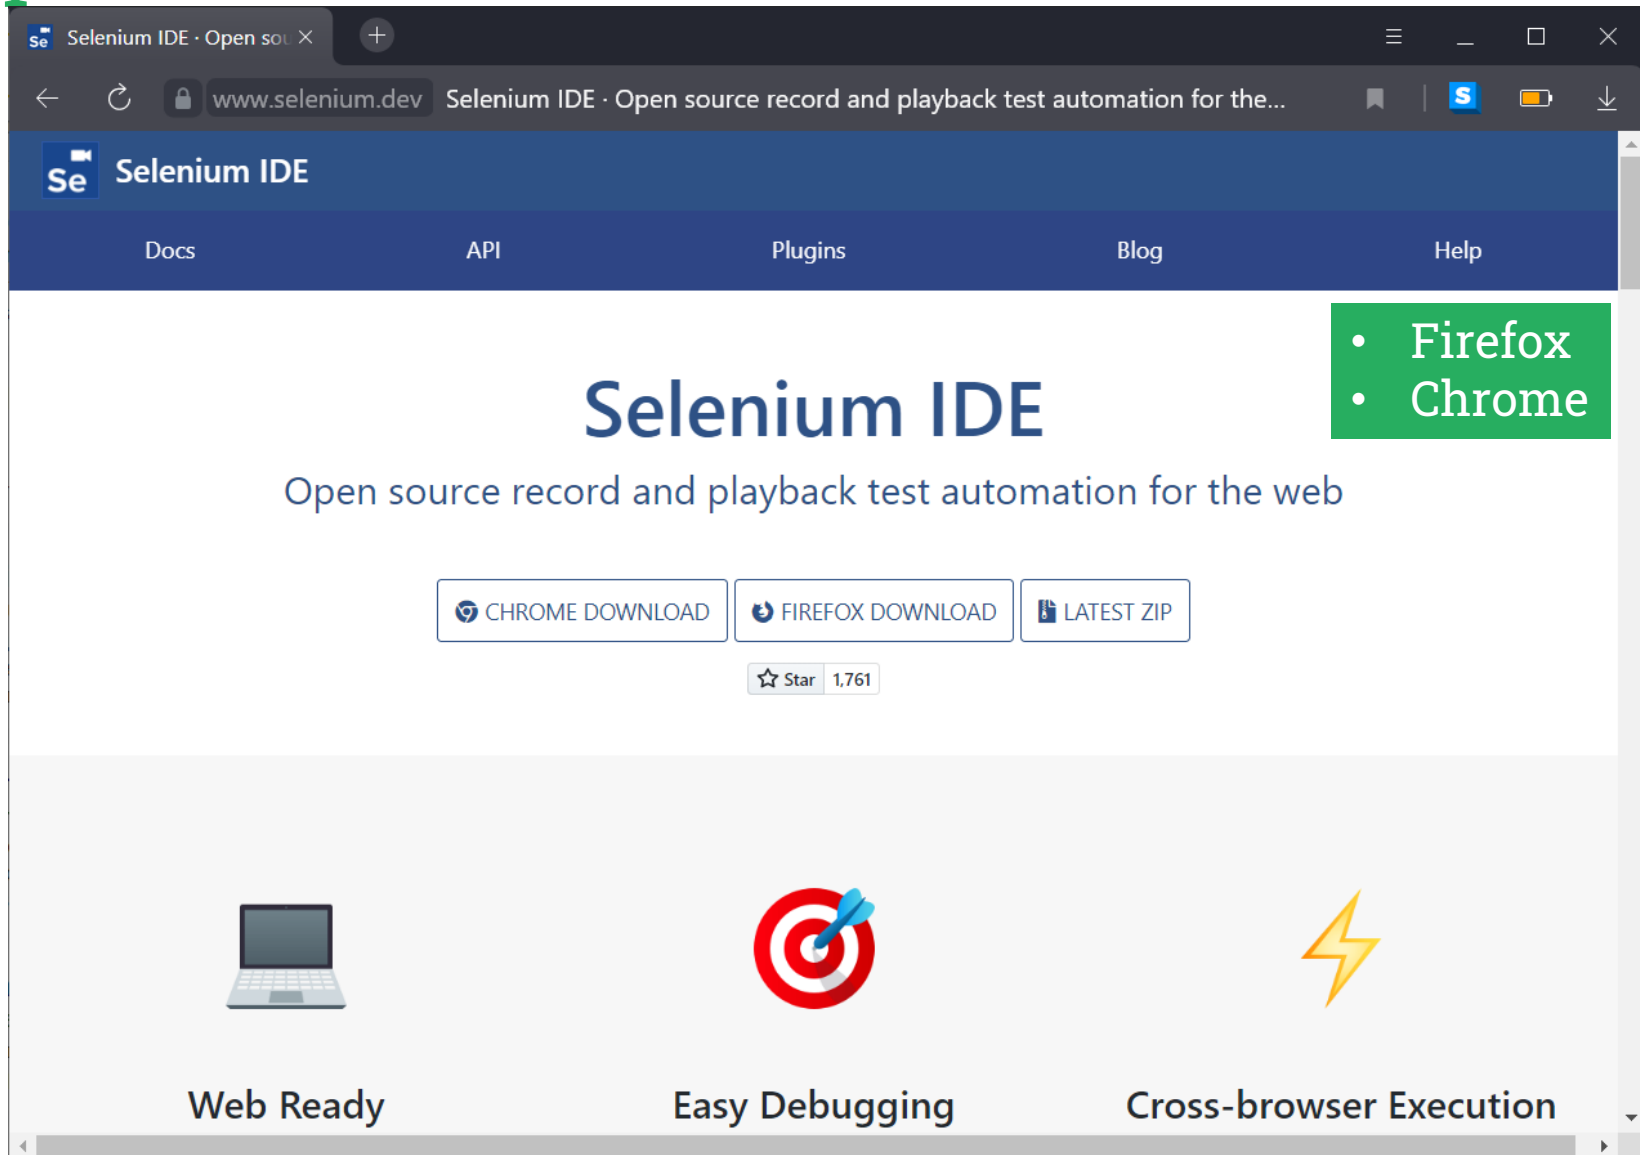 Se Selenium IDE · Open sou
www.selenium.dev Selenium IDE · Open source record and playback test automation for the...
S
Se Selenium IDE
Docs API Plugins Blog Help
• Firefox
• Chrome
Selenium IDE
Open source record and playback test automation for the web
CHROME DOWNLOAD FIREFOX DOWNLOAD LATEST ZIP
Star 1,761
Web Ready Easy Debugging Cross-browser Execution